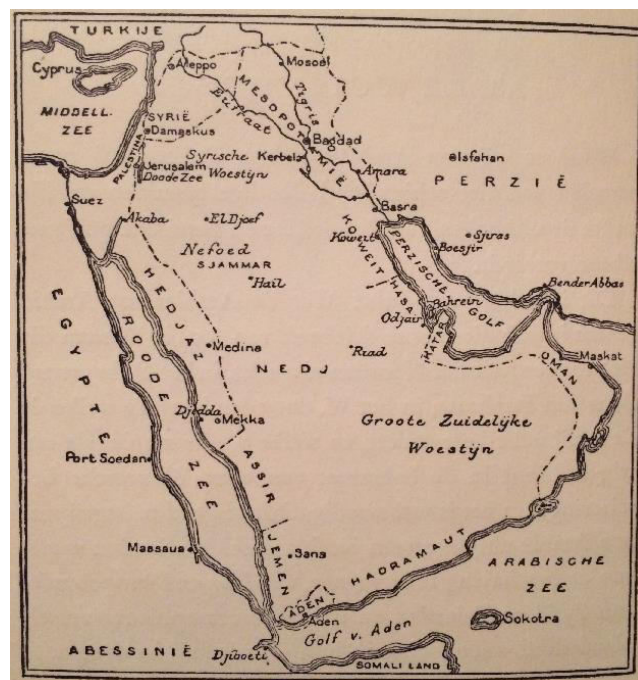 TURKIJE
Cyprus
Aleppo
Mosoel
MIDDELL.
ZEE
SYRIË
Damaskus
MESOPOTAMIË
Eufraat
Tigris
Bagdad
PALESTINA
Jerusalem
Doode Zee
Syrische
Woestijn
Kerbela
Amara
Isfahan
PERZIË
Suez
Akaba
El Djoef
Basra
Koweit
KOWEIT
Sjiras
Boesjir
PERZISCHE
GOLF
Nefoed
SJAMMAR
Hail
HASA
Bahrein
Bender Abbas
Odjair
KATAR
EGYPTE
HEDJAZ
ROODE
ZEE
Medina
NEDJ
Riad
OMAN
Maskat
Djedda
Mekka
Groote Zuidelijke
Woestijn
Port Soedan
ASSIR
Massaua
JEMEN
Sana
HADRAMAUT
ARABISCHE
ZEE
ADEN
Aden
Sokotra
Golf v. Aden
ABESSINIË
Djiboeti
SOMALILAND